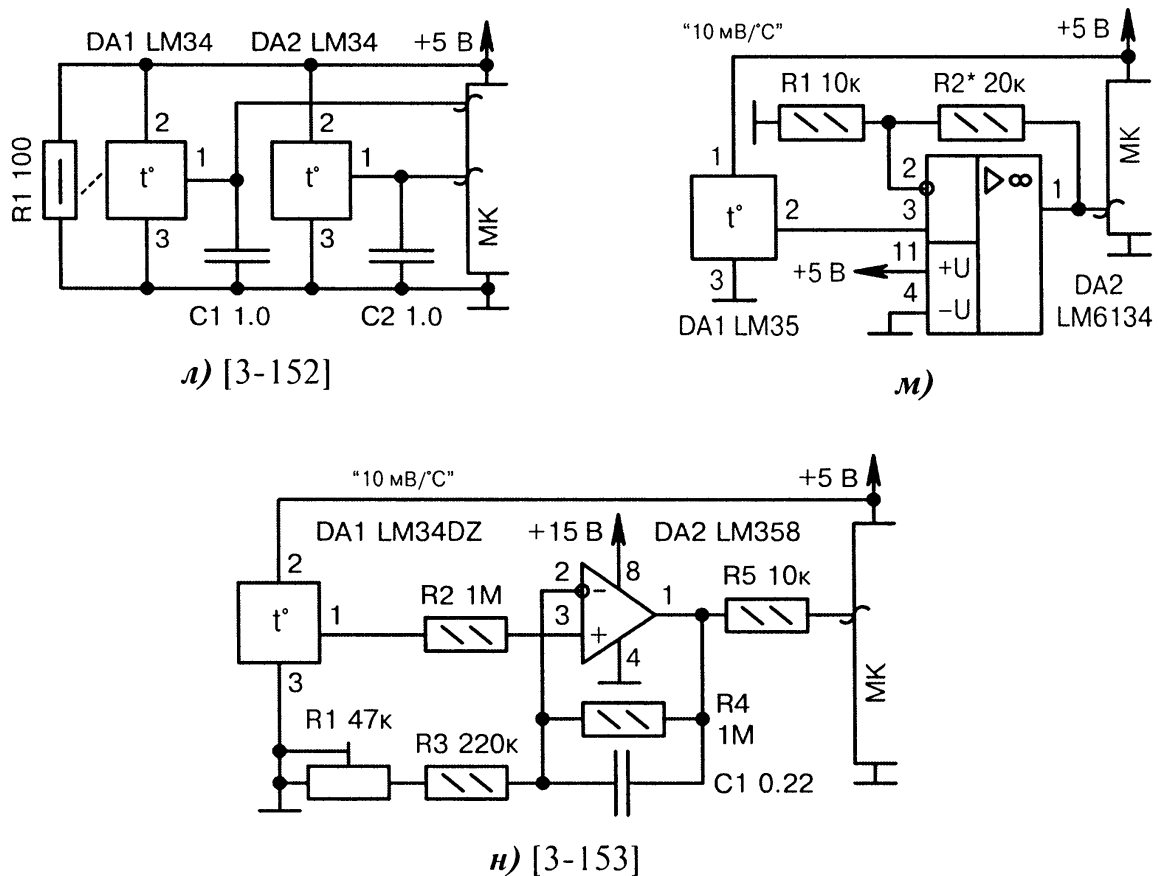 DA1 LM34
DA2 LM34
+5 В
R1 100
2
2
t°
1
t°
1
3
3
МК
C1 1.0
C2 1.0
л) [3-152]
“10 мВ/°C”
+5 В
R1 10к
R2* 20к
МК
1
2
∞
t°
2
3
1
3
+5 В
11
+U
4
−U
DA1 LM35
DA2
LM6134
м)
“10 мВ/°C”
+5 В
DA1 LM34DZ
+15 В
DA2 LM358
2
2
8
t°
1
R2 1М
3
-
+
1
R5 10к
4
3
МК
R1 47к
R3 220к
R4
1М
C1 0.22
н) [3-153]